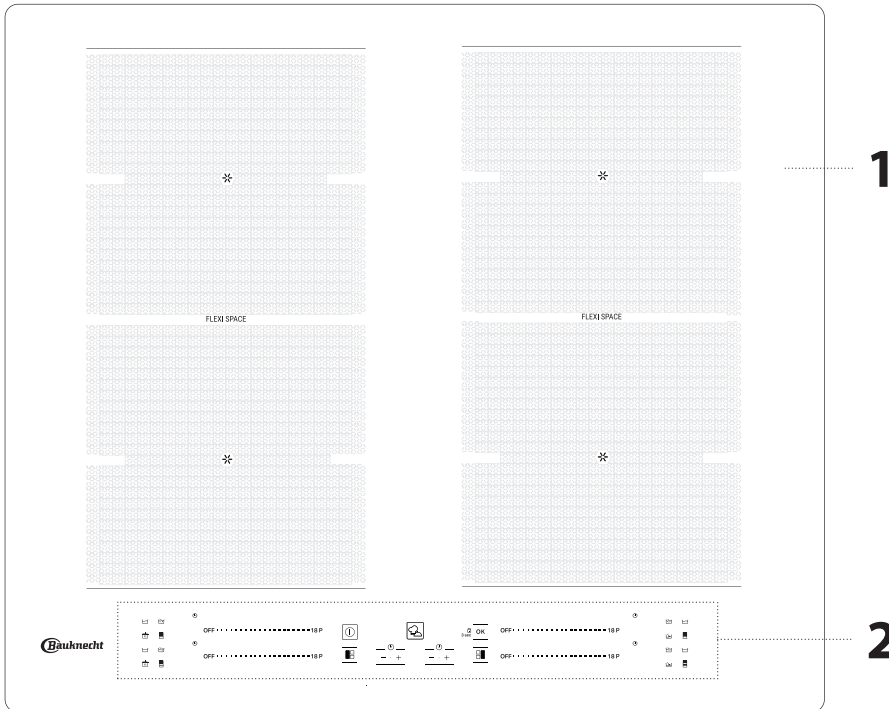 1
FLEXI SPACE
FLEXI SPACE
OFF 18 P
OK
OFF 18 P
Bauknecht
2
OFF 18 P
- +
- +
OFF 18 P